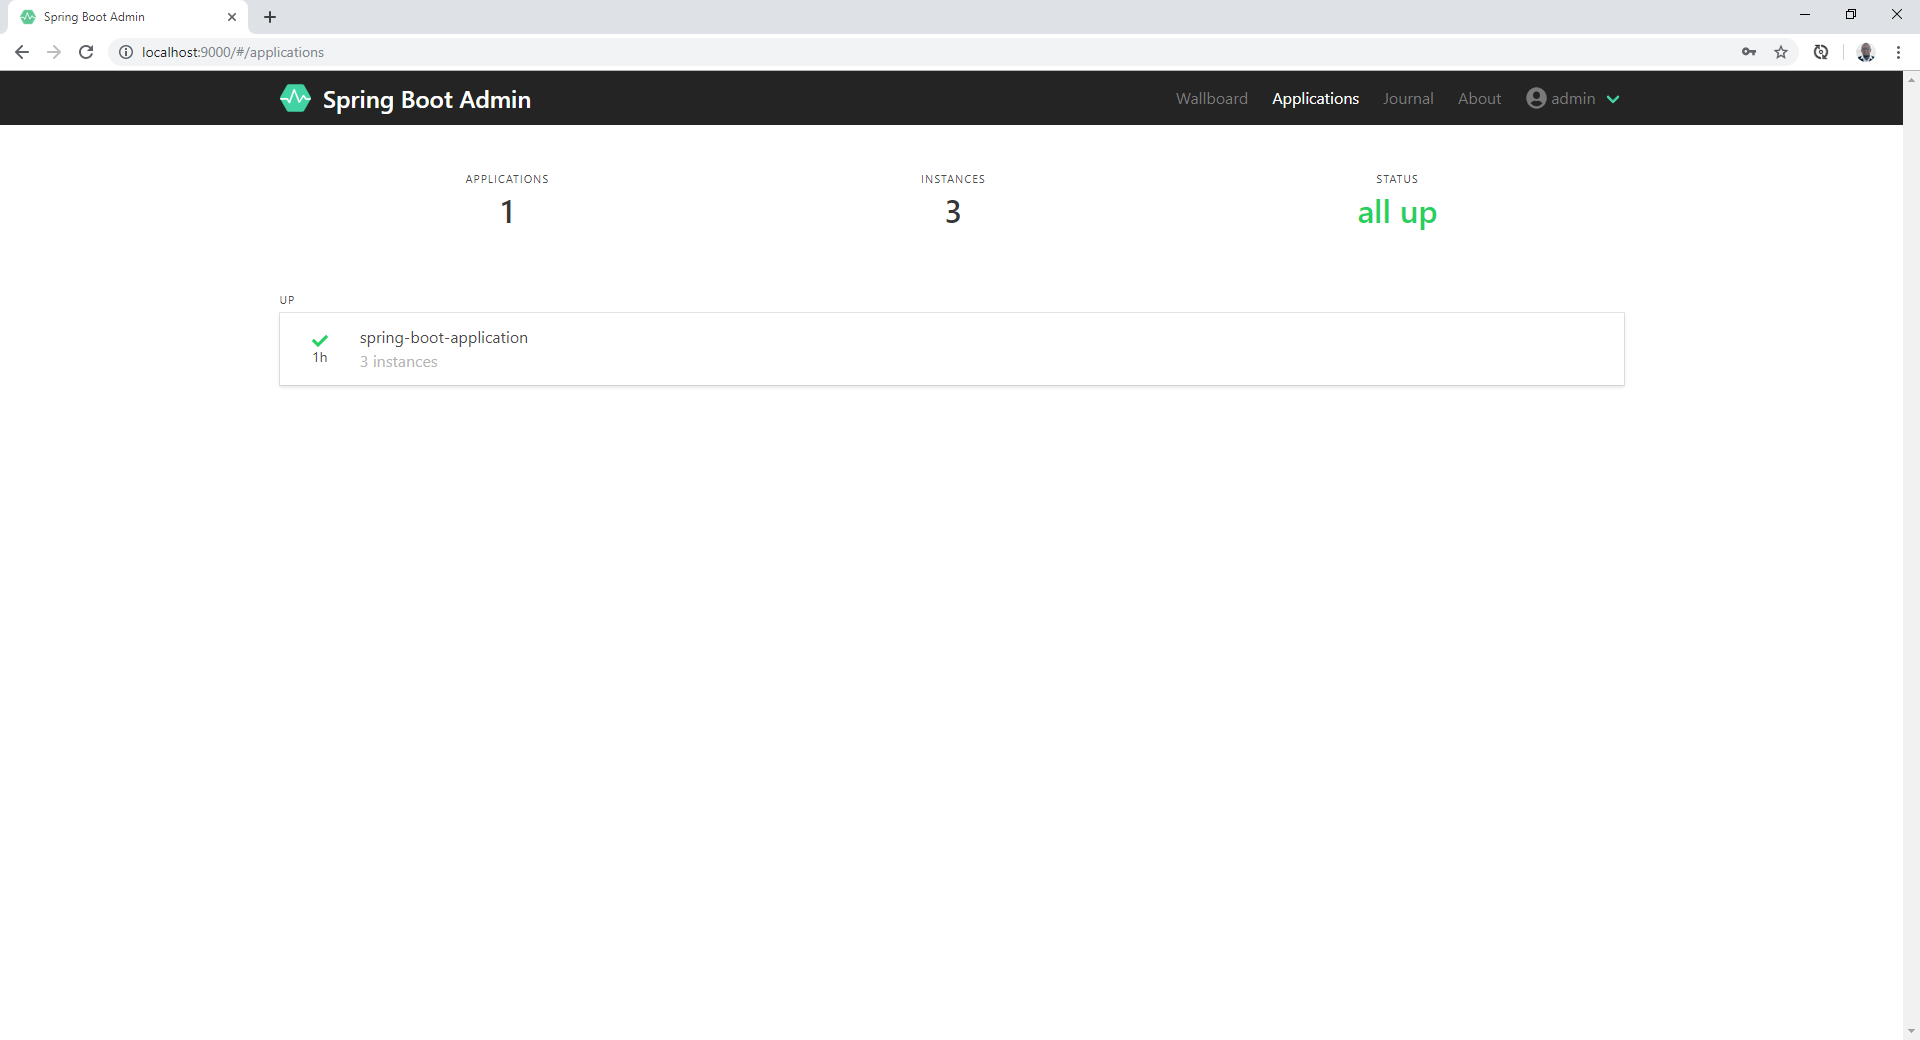 Spring Boot Admin
localhost:9000/#/applications
Spring Boot Admin
Wallboard Applications Journal About admin
APPLICATIONS INSTANCES STATUS
1 3 all up
UP
spring-boot-application
1h
3 instances